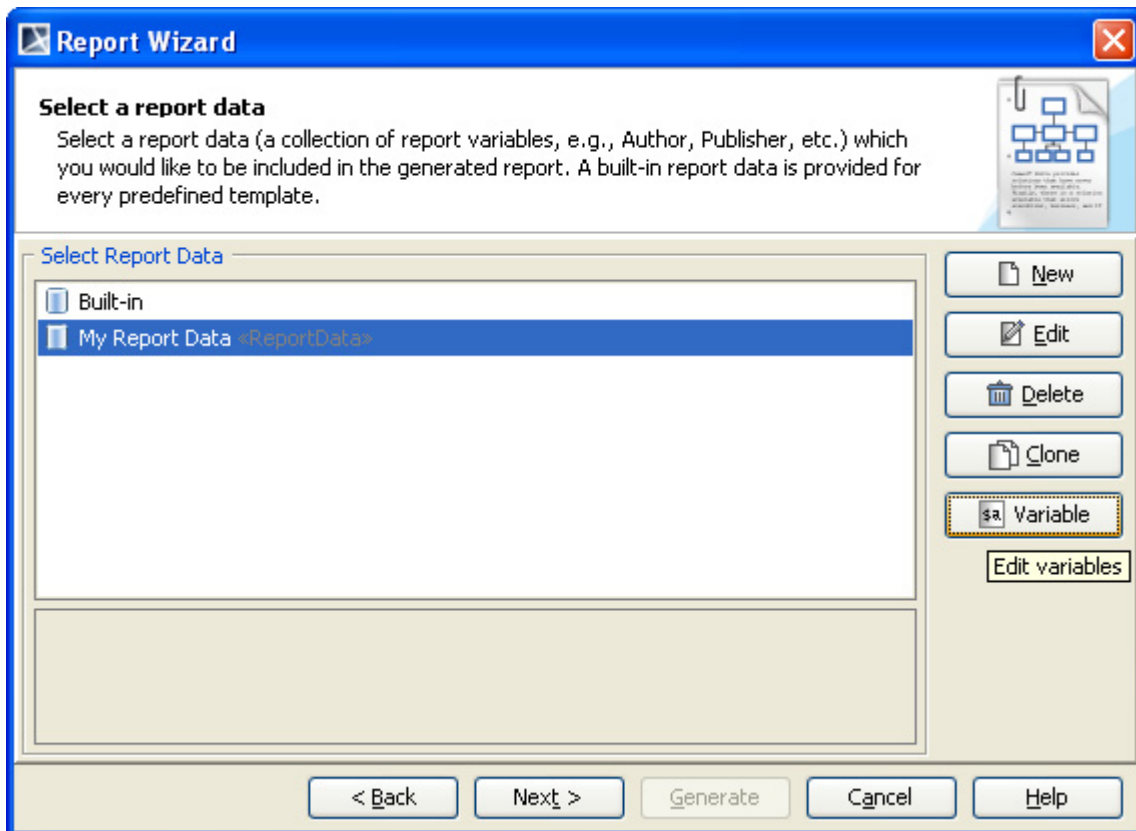 Report Wizard
Select a report data
Select a report data (a collection of report variables, e.g., Author, Publisher, etc.) which
you would like to be included in the generated report. A built-in report data is provided for
every predefined template.
Select Report Data
Built-in
My Report Data «ReportData»
New
Edit
Delete
Clone
$a Variable
Edit variables
< Back
Next >
Generate
Cancel
Help